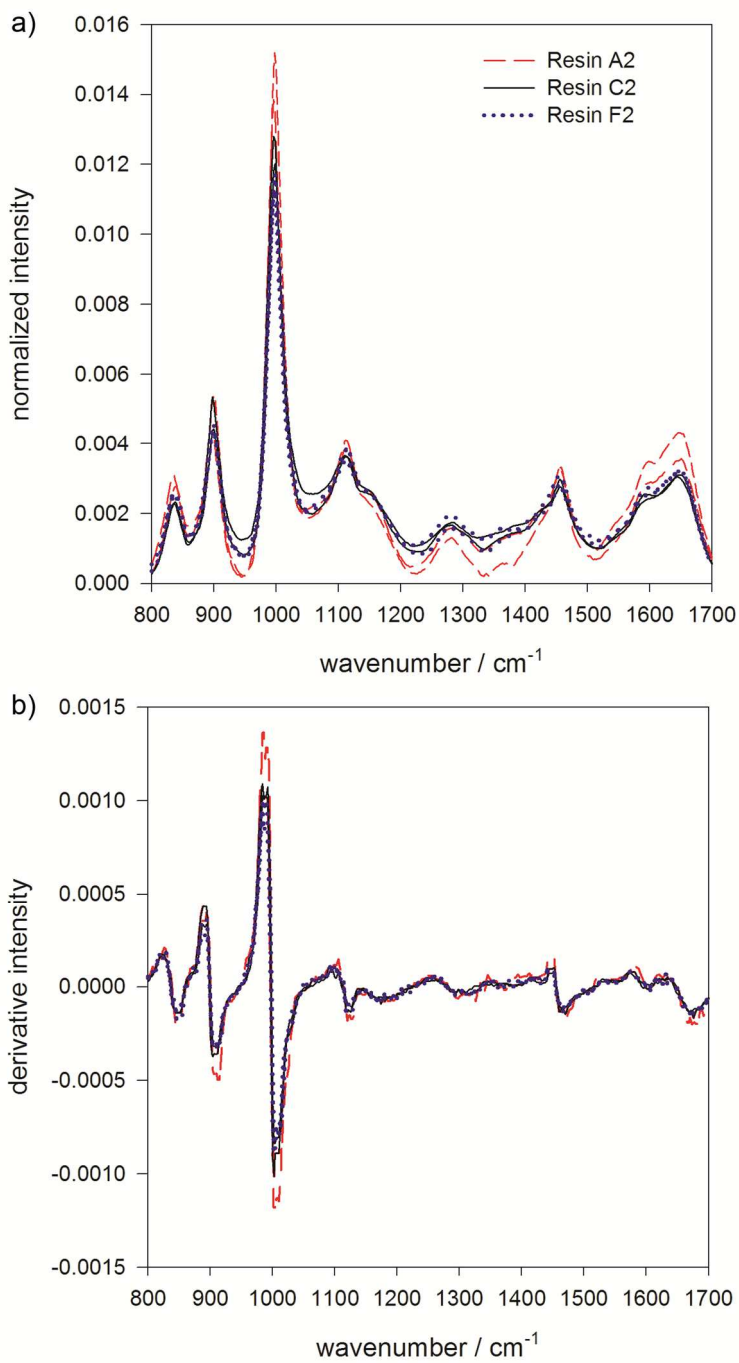 a)
0.016
0.014
0.012
0.010
0.008
0.006
0.004
0.002
0.000
normalized intensity
Resin A2
Resin C2
Resin F2
800 900 1000 1100 1200 1300 1400 1500 1600 1700
wavenumber / cm-1
b)
0.0015
0.0010
0.0005
0.0000
-0.0005
-0.0010
-0.0015
derivative intensity
800 900 1000 1100 1200 1300 1400 1500 1600 1700
wavenumber / cm-1